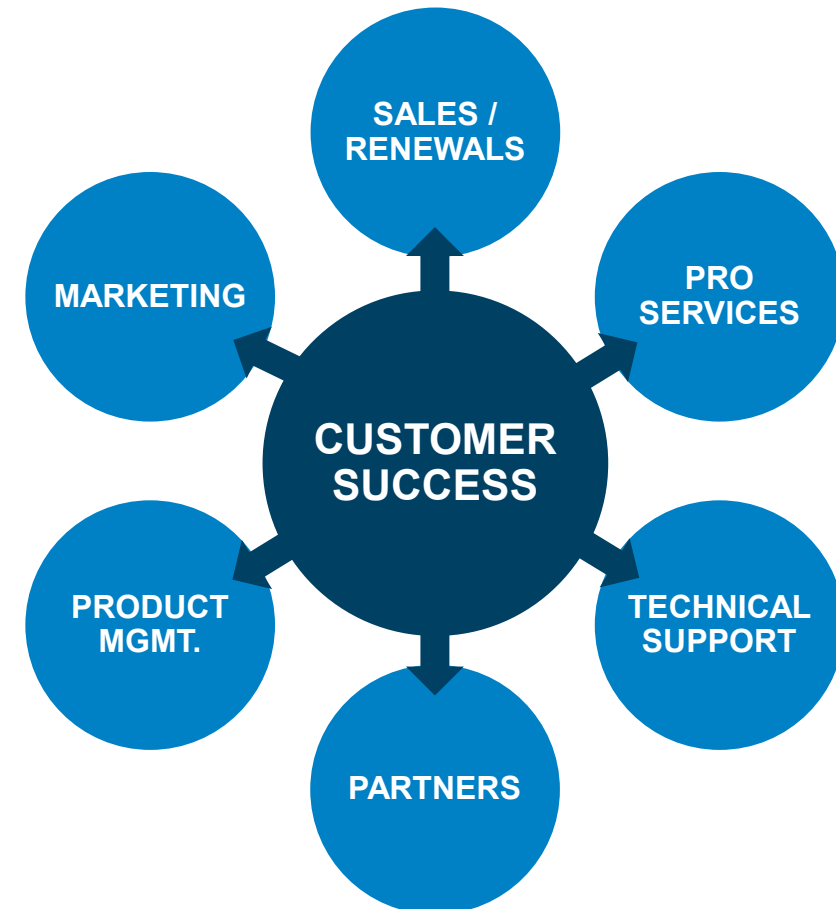 SALES /
RENEWALS
MARKETING
PRO
SERVICES
CUSTOMER
SUCCESS
PRODUCT
MGMT.
TECHNICAL
SUPPORT
PARTNERS